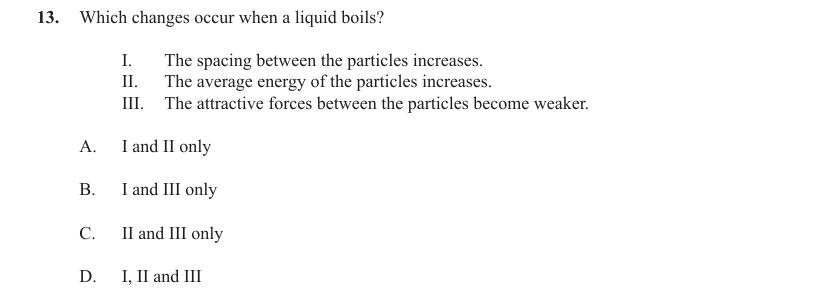 13. Which changes occur when a liquid boils?
I. The spacing between the particles increases.
II. The average energy of the particles increases.
III. The attractive forces between the particles become weaker.
A. I and II only
B. I and III only
C. II and III only
D. I, II and III